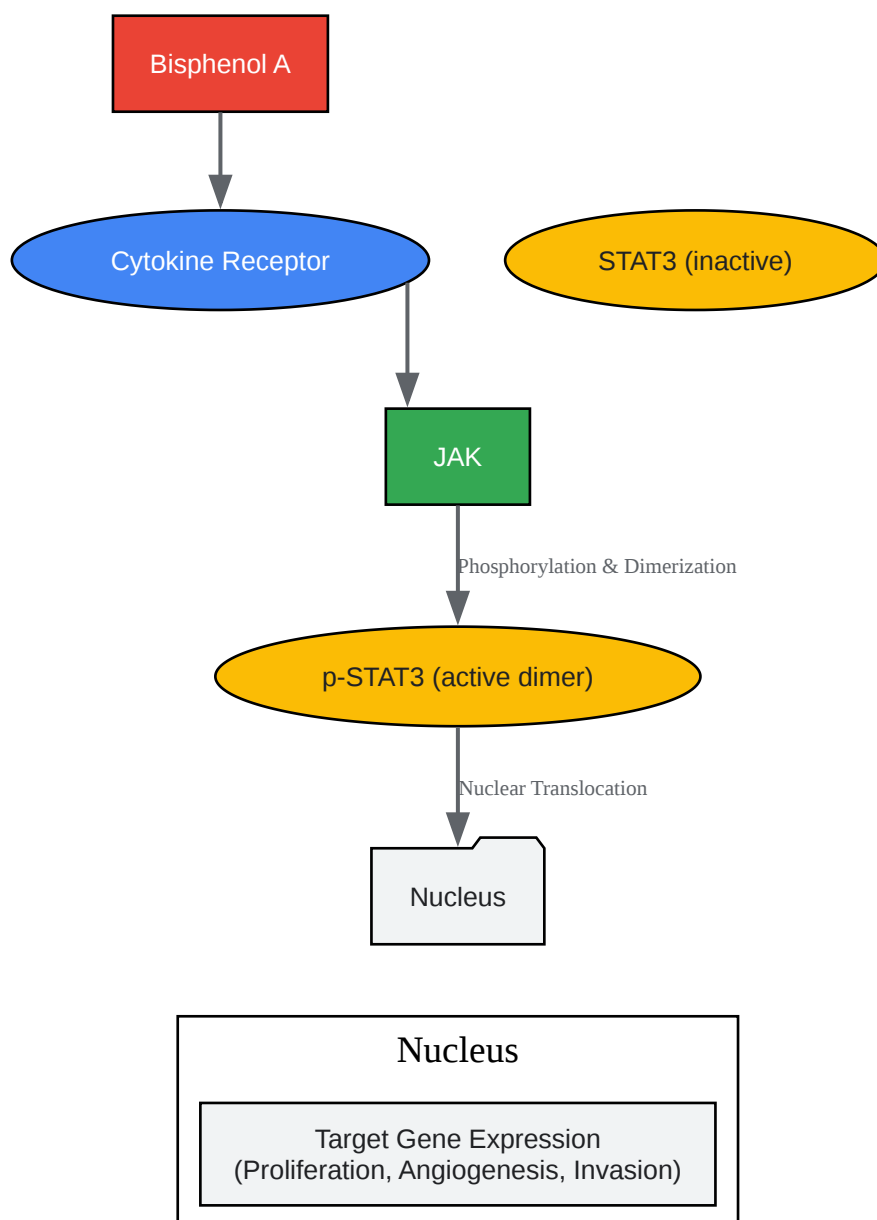 Bisphenol A
Cytokine Receptor
STAT3 (inactive)
JAK
Phosphorylation & Dimerization
p-STAT3 (active dimer)
Nuclear Translocation
Nucleus
Nucleus
Target Gene Expression
(Proliferation, Angiogenesis, Invasion)